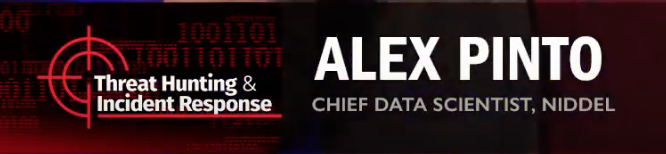 Threat Hunting &
Incident Response
ALEX PINTO
CHIEF DATA SCIENTIST, NIDDEL